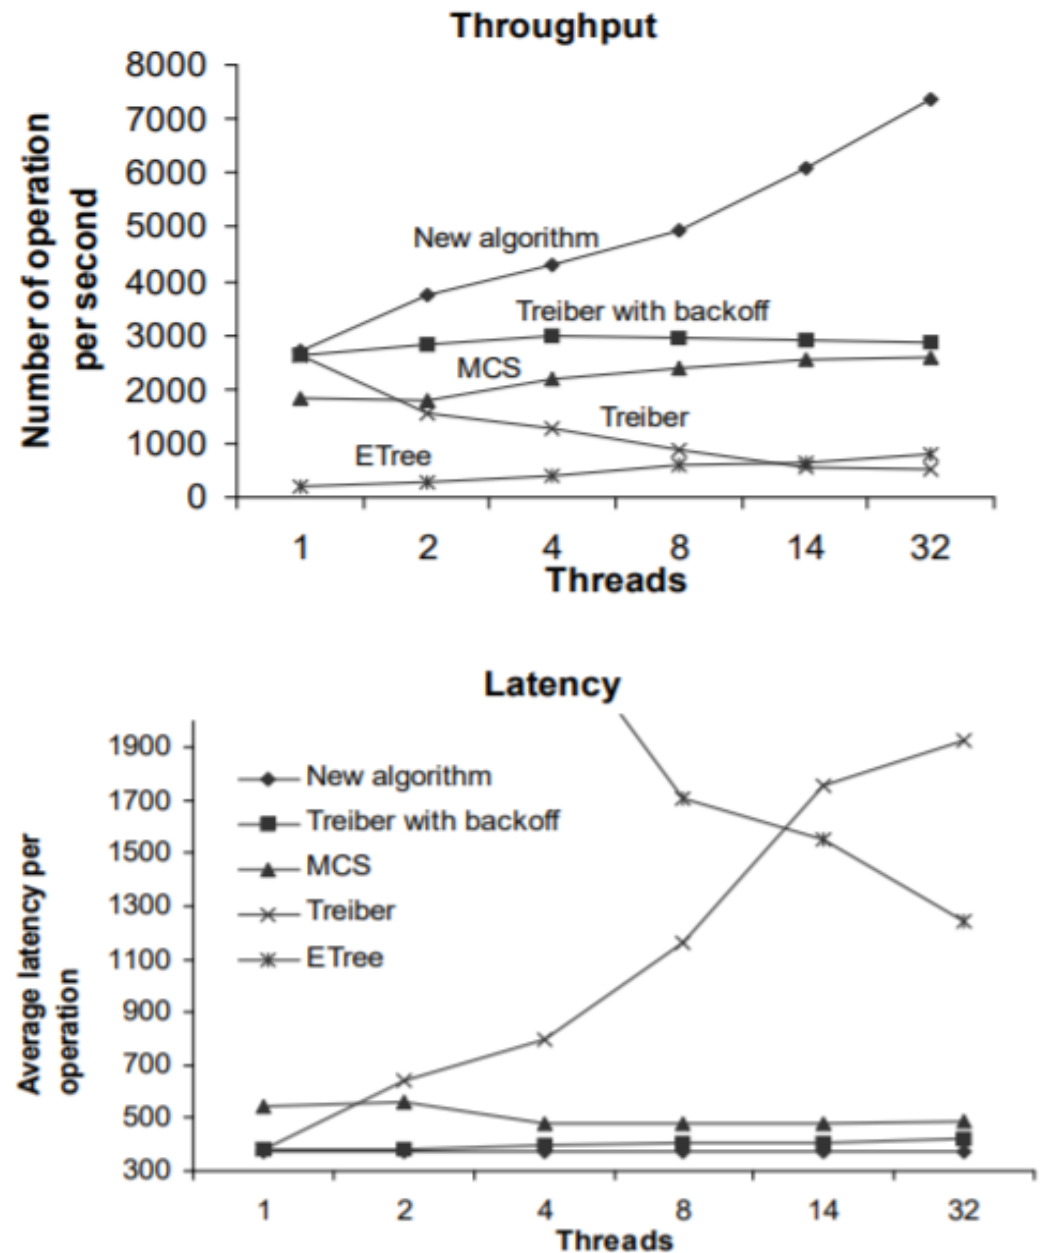 Throughput
Number of operation
per second
8000
7000
6000
5000
4000
3000
2000
1000
0
New algorithm
Treiber with backoff
MCS
Treiber
ETree
1 2 4 8 14 32
Threads
Latency
Average latency per
operation
1900
1700
1500
1300
1100
900
700
500
300
New algorithm
Treiber with backoff
MCS
Treiber
ETree
1 2 4 8 14 32
Threads